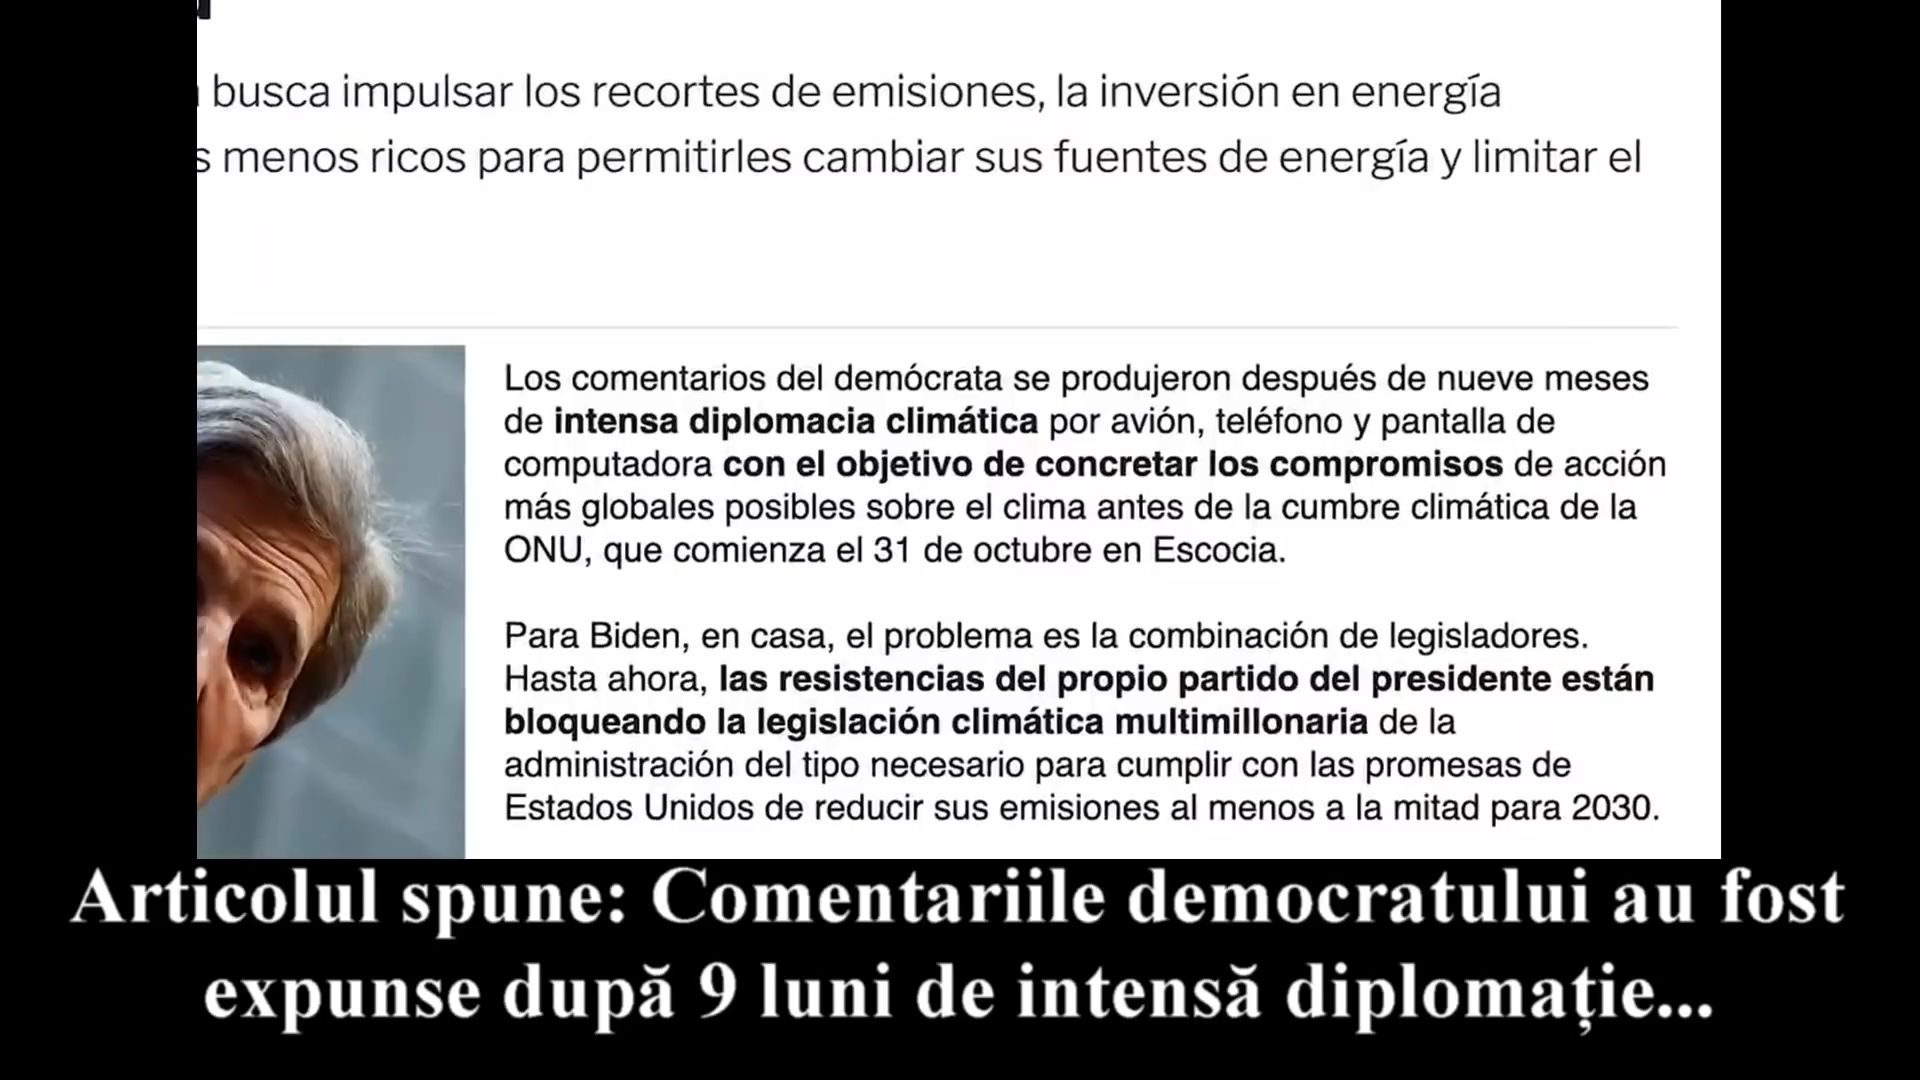 busca impulsar los recortes de emisiones, la inversión en energía
menos ricos para permitirles cambiar sus fuentes de energía y limitar el
Los comentarios del demócrata se produjeron después de nueve meses
de intensa diplomacia climática por avión, teléfono y pantalla de
computadora con el objetivo de concretar los compromisos de acción
más globales posibles sobre el clima antes de la cumbre climática de la
ONU, que comienza el 31 de octubre en Escocia.
Para Biden, en casa, el problema es la combinación de legisladores.
Hasta ahora, las resistencias del propio partido del presidente están
bloqueando la legislación climática multimillonaria de la
administración del tipo necesario para cumplir con las promesas de
Estados Unidos de reducir sus emisiones al menos a la mitad para 2030.
Articolul spune: Comentariile democratului au fost
expunse după 9 luni de intensă diplomație...